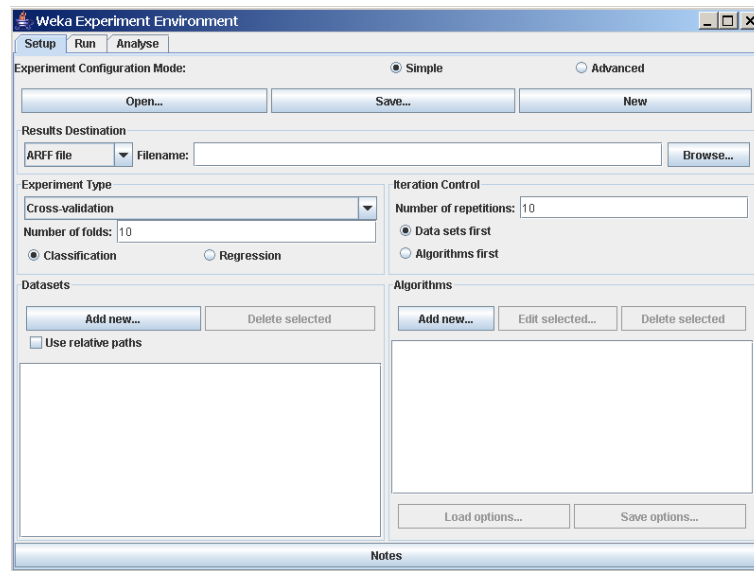 Weka Experiment Environment
Setup Run Analyse
Experiment Configuration Mode: Simple Advanced
Open... Save... New
Results Destination
ARFF file Filename: Browse...
Experiment Type
Cross-validation
Number of folds: 10
Classification Regression
Iteration Control
Number of repetitions: 10
Data sets first
Algorithms first
Datasets
Add new... Delete selected
Use relative paths
Algorithms
Add new... Edit selected... Delete selected
Load options... Save options...
Notes